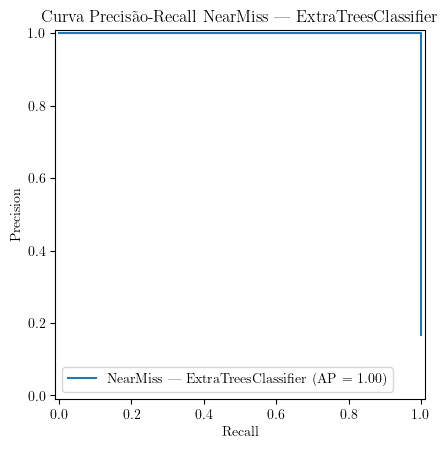 Curva Precisão-Recall NearMiss — ExtraTreesClassifier
1.0
0.8
0.6
0.4
0.2
0.0
Precision
NearMiss — ExtraTreesClassifier (AP = 1.00)
0.0 0.2 0.4 0.6 0.8 1.0
Recall